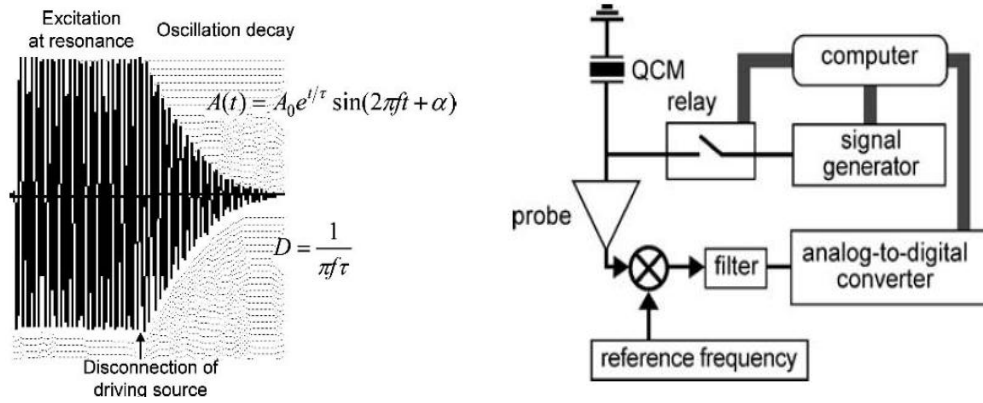 Excitation
at resonance
Oscillation decay
A(t) = A₀e^{t/τ} sin(2πft + α)
D = 1/πfτ
Disconnection of
driving source
computer
QCM
relay
signal
generator
probe
filter
analog-to-digital
converter
reference frequency